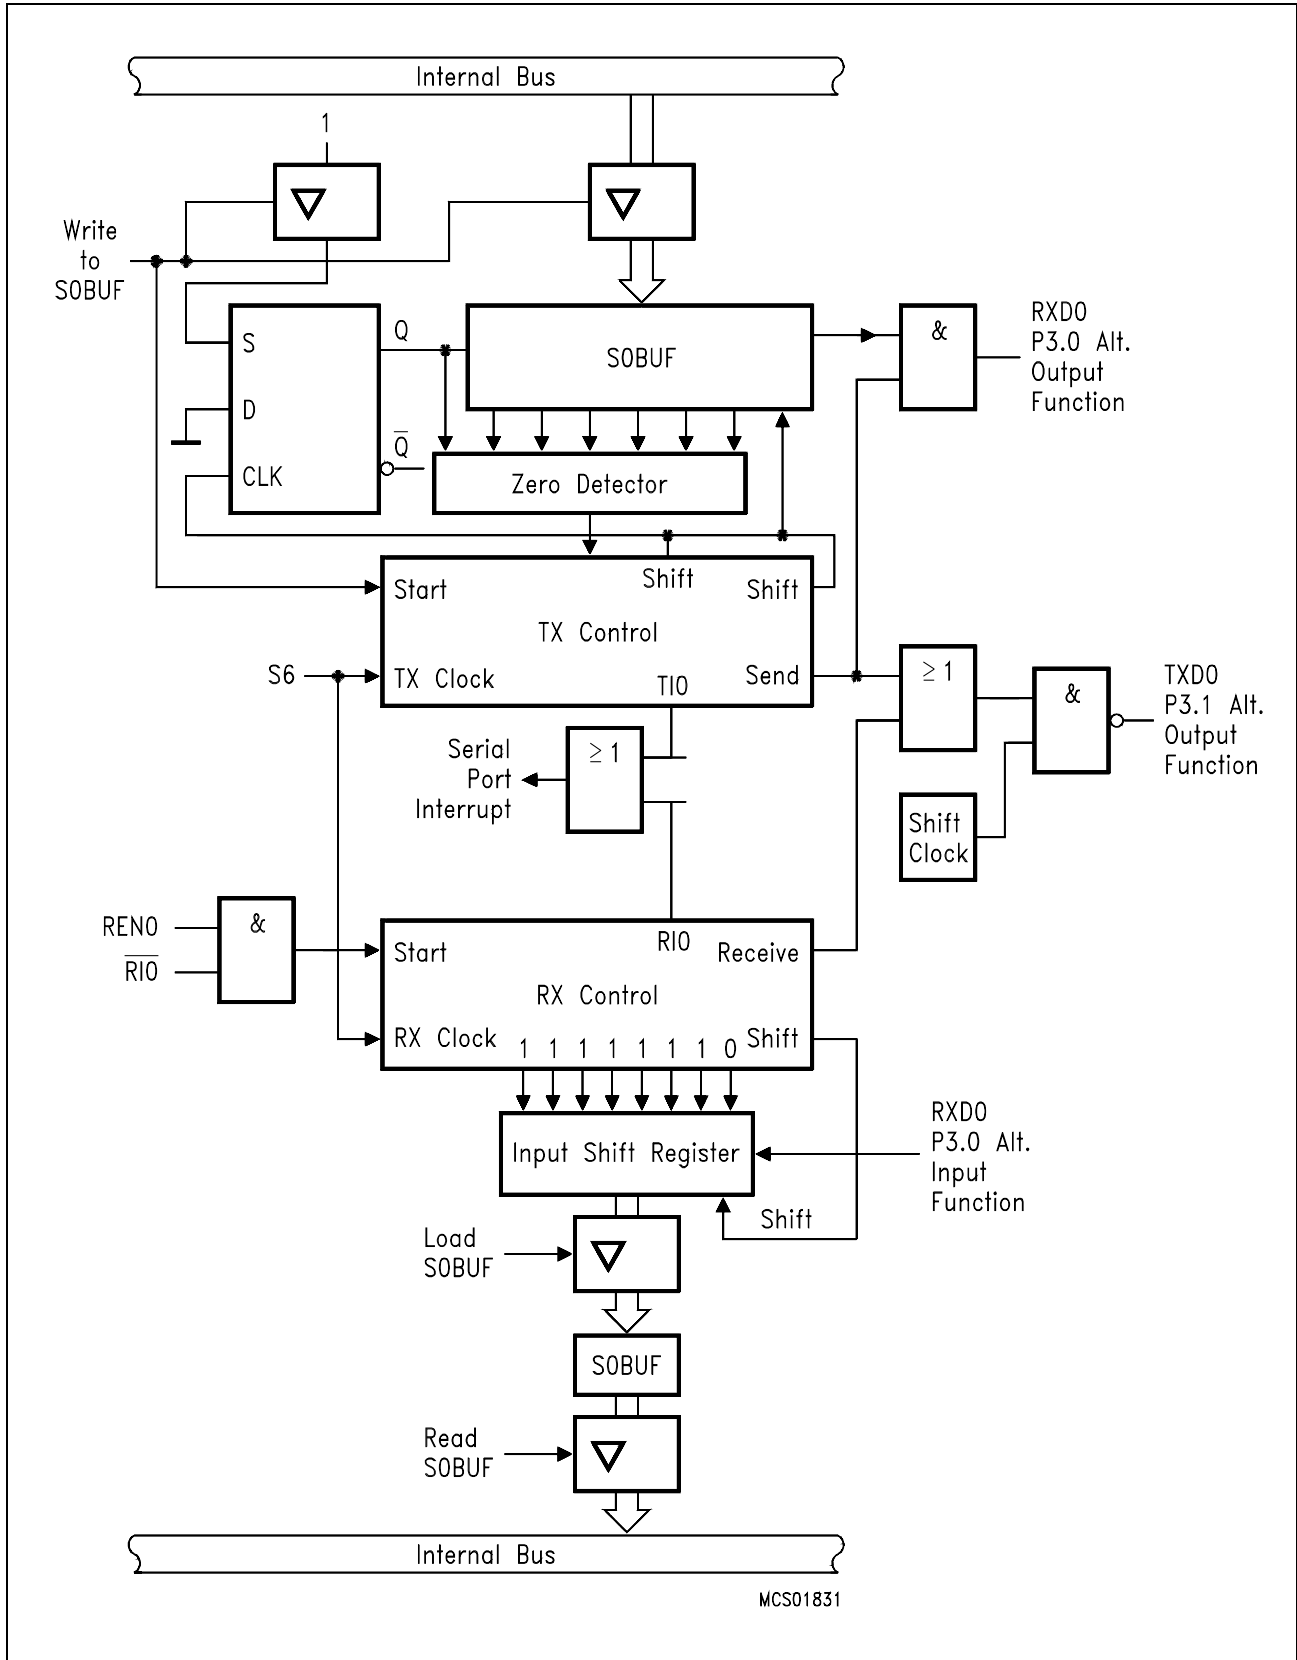 Internal Bus
1
Write
to
S0BUF
S
D
CLK
Q
Q̅
S0BUF
&
RXD0
P3.0 Alt.
Output
Function
Zero Detector
Start
Shift
Shift
TX Control
S6
TX Clock
Send
TI0
≥ 1
&
TXD0
P3.1 Alt.
Output
Function
Serial
Port
Interrupt
≥ 1
Shift
Clock
REN0
R̅I̅0̅
&
Start
RI0
Receive
RX Control
RX Clock
1 1 1 1 1 1 1 0
Shift
Input Shift Register
RXD0
P3.0 Alt.
Input
Function
Shift
Load
S0BUF
S0BUF
Read
S0BUF
Internal Bus
MCS01831